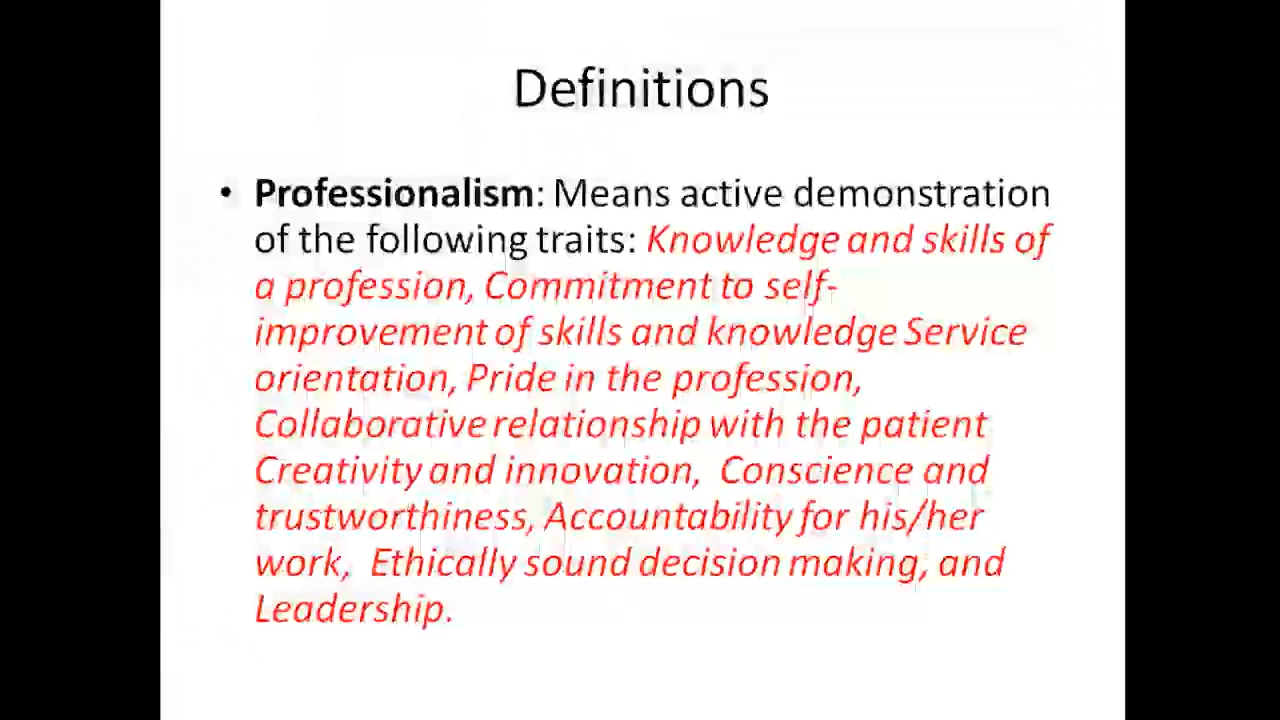 Definitions
• Professionalism: Means active demonstration
of the following traits: Knowledge and skills of
a profession, Commitment to self-
improvement of skills and knowledge Service
orientation, Pride in the profession,
Collaborative relationship with the patient
Creativity and innovation,  Conscience and
trustworthiness, Accountability for his/her
work,  Ethically sound decision making, and
Leadership.